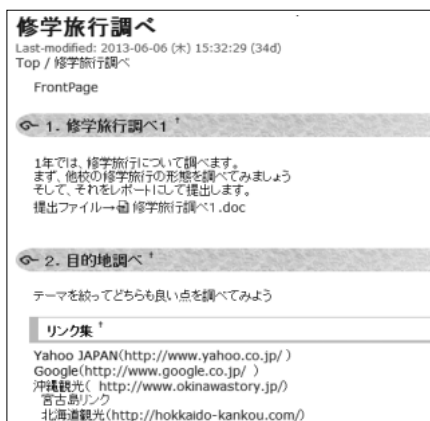 修学旅行調べ
Last-modified: 2013-06-06 (木) 15:32:29 (34d)
Top / 修学旅行調べ
FrontPage
1. 修学旅行調べ1 †
1年では、修学旅行について調べます。
まず、他校の修学旅行の形態を調べてみましょう
そして、それをレポートにして提出します。
提出ファイル→修学旅行調べ1.doc
2. 目的地調べ †
テーマを絞ってどちらも良い点を調べてみよう
リンク集 †
Yahoo JAPAN(http://www.yahoo.co.jp/ )
Google(http://www.google.co.jp/ )
沖縄観光( http://www.okinawastory.jp/)
宮古島リンク
北海道観光(http://hokkaido-kankou.com/)